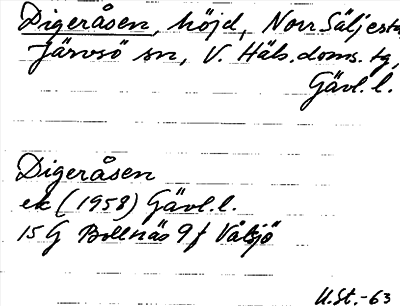 Digeråsen, höjd, Norr Säljesta,
Järvsö sn, V. Häls. doms. tg,
Gävl. l.
Digeråsen
ek (1958) Gävl. l.
15 G Bollnäs 9 f Vålsjö
U.St.-63